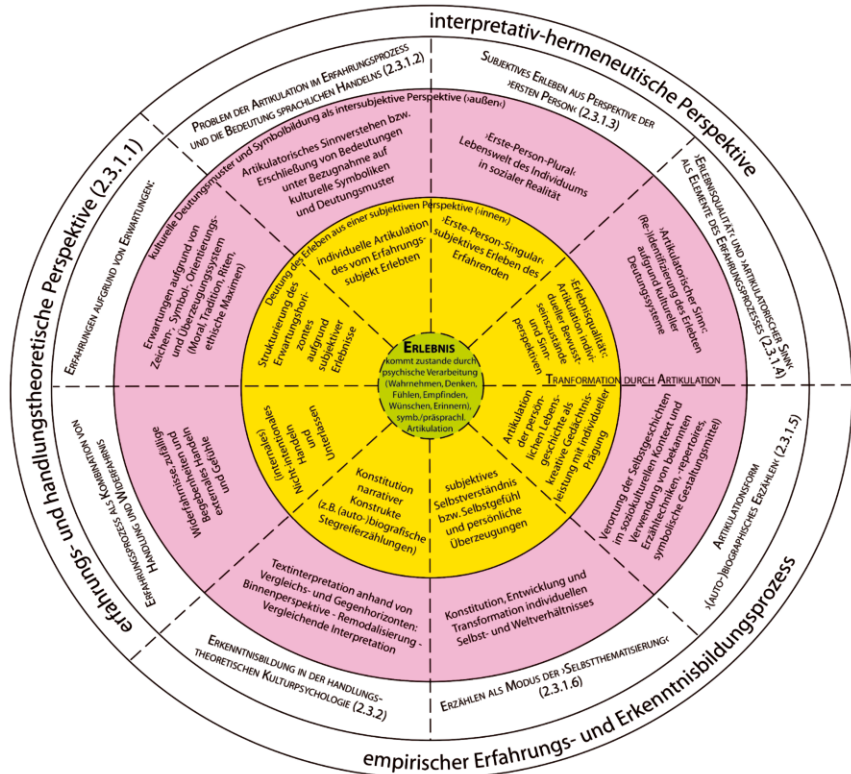 interpretativ-hermeneutische Perspektive
erfahrungs- und handlungstheoretische Perspektive (2.3.1.1)
empirischer Erfahrungs- und Erkenntnisbildungsprozess
PROBLEM DER ARTIKULATION IM ERFAHRUNGSPROZESS
UND DIE BEDEUTUNG SPRACHLICHEN HANDELNS (2.3.1.2)
SUBJEKTIVES ERLEBEN AUS PERSPEKTIVE DER
›ERSTEN PERSON‹
(2.3.1.3)
›ERLEBNISQUALITÄT‹ UND ›ARTIKULATORISCHER SINN‹
ALS ELEMENTE DES ERFAHRUNGSPROZESSES (2.3.1.4)
ARTIKULATIONSFORM
›(AUTO-)BIOGRAPHISCHES ERZÄHLEN‹ (2.3.1.5)
ERZÄHLEN ALS MODUS DER ›SELBSTTHEMATISIERUNG‹
(2.3.1.6)
ERKENNTNISBILDUNG IN DER HANDLUNGS-
THEORETISCHEN KULTURPSYCHOLOGIE (2.3.2)
ERFAHRUNGSPROZESS ALS KOMBINATION VON
HANDLUNG UND WIDERFAHRNIS
ERFAHRUNGEN AUFGRUND VON ERWARTUNGEN:
kulturelle Deutungsmuster und Symbolbildung als intersubjektive Perspektive (›außen‹)
Artikulatorisches Sinnverstehen bzw.
Erschließung von Bedeutungen
unter Bezugnahme auf
kulturelle Symboliken
und Deutungsmuster
›Erste-Person-Plural‹
Lebenswelt des Individuums
in sozialer Realität
›Artikulatorischer Sinn‹:
(Re-)Identifizierung des Erlebten
aufgrund kultureller
Deutungssysteme
Verortung der Selbstgeschichten
im soziokulturellen Kontext und
Verwendung von bekannten
Erzähltechniken, -repertoires,
symbolische Gestaltungsmittel)
Konstitution, Entwicklung und
Transformation individuellen
Selbst- und Weltverhältnisses
Textinterpretation anhand von
Vergleichs- und Gegenhorizonten:
Binnenperspektive - Remodalisierung -
Vergleichende Interpretation
Widerfahrnisse: zufällige
Begebenheiten und
externales Handeln
und Gefühle
Erwartungen aufgrund von
Zeichen-, Symbol-, Orientierungs-
und Überzeugungssystem
(Moral, Tradition, Riten,
ethische Maximen)
Deutung des Erleben aus einer subjektiven Perspektive (›innen‹)
individuelle Artikulation
des vom Erfahrungs-
subjekt Erlebten
›Erste-Person-Singular‹
subjektives Erleben des
Erfahrenden
›Erlebnisqualität‹:
Artikulation indivi-
dueller Bewusst-
seinszustände
und Sinn-
perspektiven
TRANFORMATION DURCH ARTIKULATION
Artikulation
der persön-
lichen Lebens-
geschichte als
kreative Gedächtnis-
leistung mit individueller
Prägung
subjektives
Selbstverständnis
bzw. Selbstgefühl
und persönliche
Überzeugungen
Konstitution
narrativer
Konstrukte
(z.B. (auto-)biografische
Stegreiferzählungen)
Nicht-intentionales
(internales)
Handeln
und
Unterlassen
Strukturierung des
Erwartungshori-
zontes
aufgrund
subjektiver
Erlebnisse
ERLEBNIS
kommt zustande durch
psychische Verarbeitung
(Wahrnehmen, Denken,
Fühlen, Empfinden,
Wünschen, Erinnern),
symb./präsprachl.
Artikulation